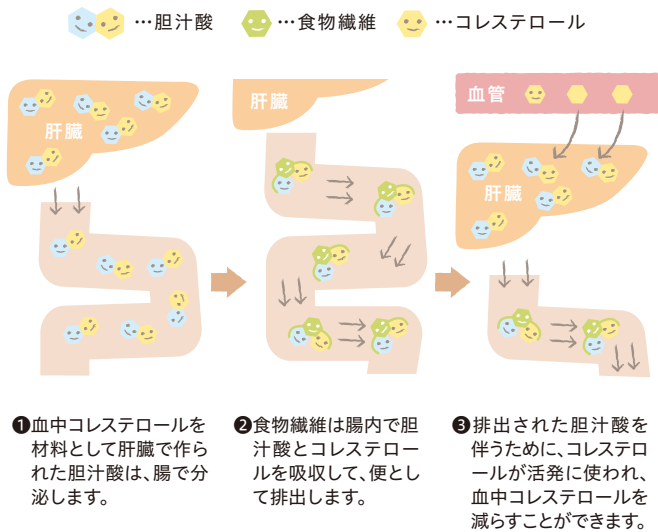 …胆汁酸 …食物繊維 …コレステロール
肝臓
肝臓
血管
肝臓
❶血中コレステロールを
材料として肝臓で作ら
れた胆汁酸は、腸で分
泌します。
❷食物繊維は腸内で胆
汁酸とコレステロー
ルを吸収して、便とし
て排出します。
❸排出された胆汁酸を
伴うために、コレステロ
ールが活発に使われ、
血中コレステロールを
減らすことができます。